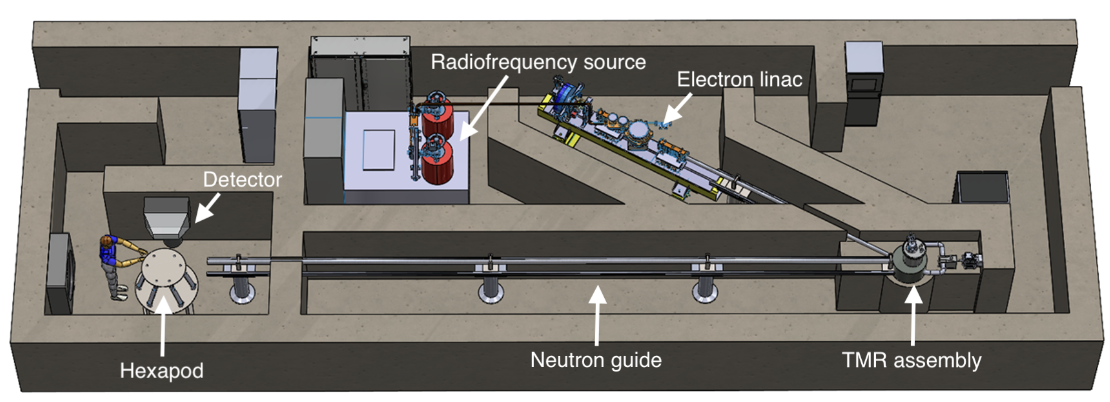 Radiofrequency source
Electron linac
Detector
Hexapod
Neutron guide
TMR assembly